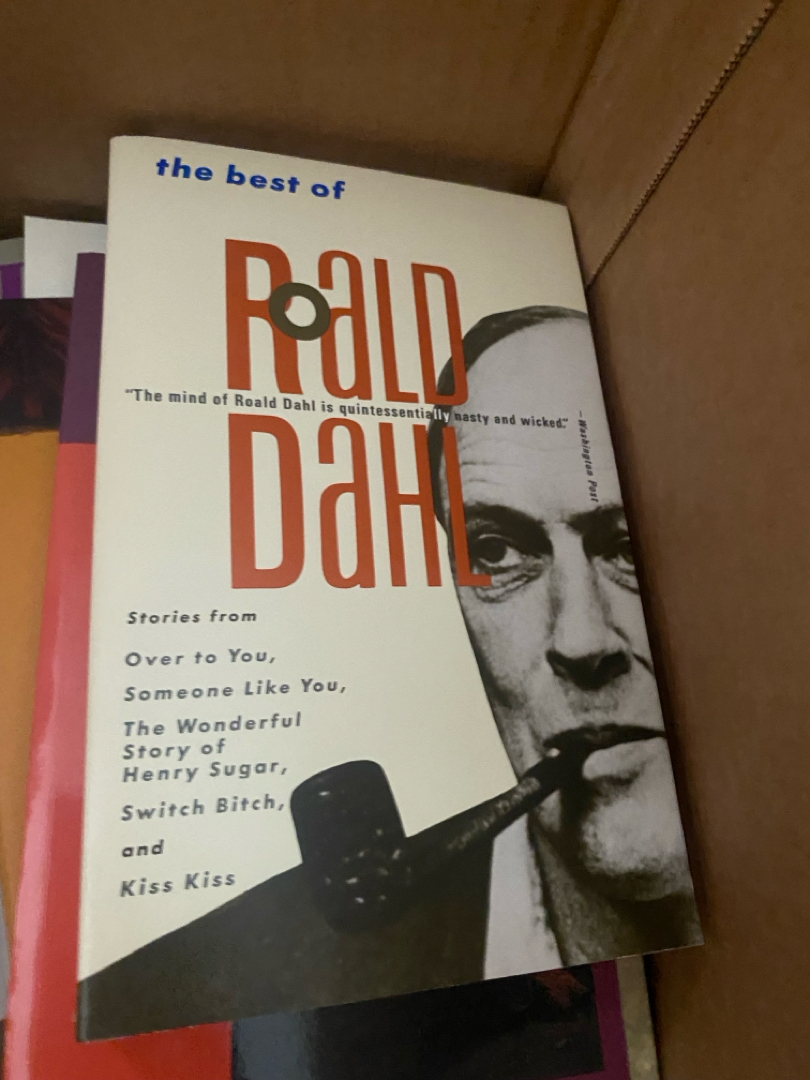 the best of
RoaLD
"The mind of Roald Dahl is quintessentially nasty and wicked."
—Washington Post
DaHL
Stories from
Over to You,
Someone Like You,
The Wonderful
Story of
Henry Sugar,
Switch Bitch,
and
Kiss Kiss